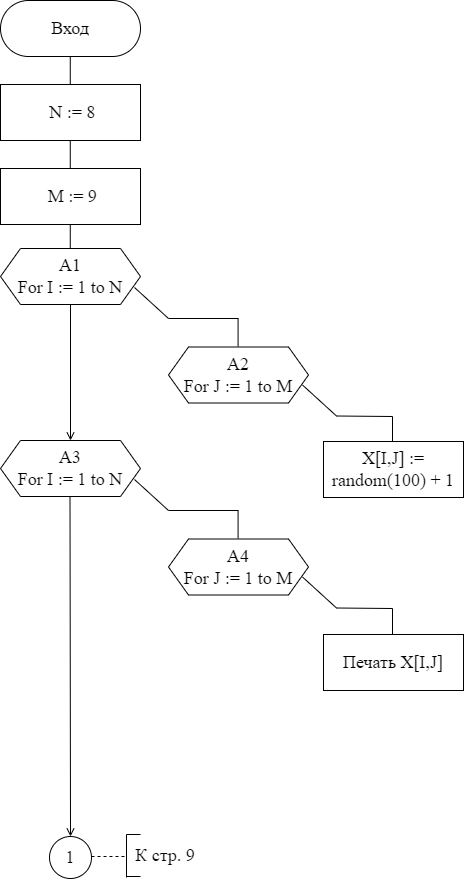 Вход
N := 8
M := 9
A1
For I := 1 to N
A2
For J := 1 to M
X[I,J] :=
random(100) + 1
A3
For I := 1 to N
A4
For J := 1 to M
Печать X[I,J]
1
К стр. 9